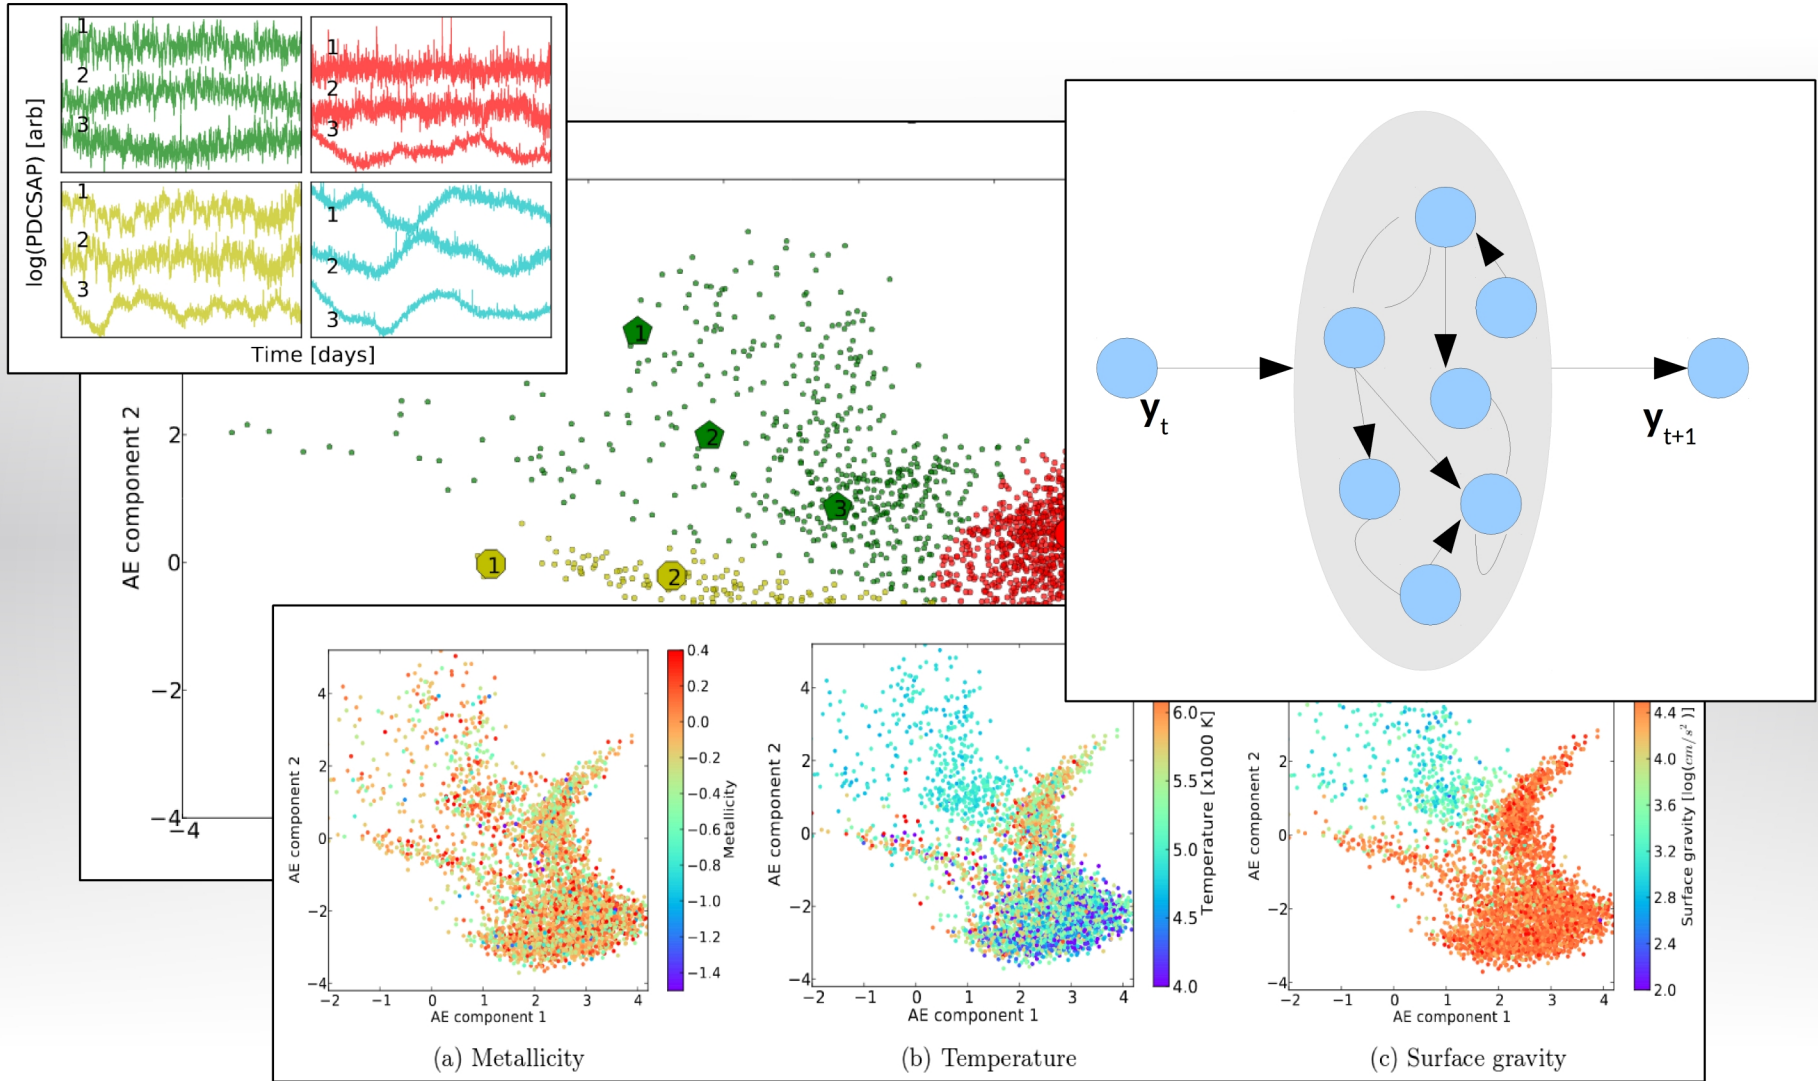 log(PDCSAP) [arb]
1
2
3
1
2
3
1
2
3
1
2
3
Time [days]
AE component 2
2
0
−2
−4
−4
1
2
3
1
2
y t
y t+1
AE component 2
4
2
0
−2
−4
−2 −1 0 1 2 3 4
AE component 1
0.4
0.2
0.0
−0.2
−0.4
−0.6
−0.8
−1.0
−1.2
−1.4
Metallicity
(a) Metallicity
AE component 2
4
2
0
−2
−4
−2 −1 0 1 2 3 4
AE component 1
6.0
5.5
5.0
4.5
4.0
Temperature [x1000 K]
(b) Temperature
AE component 2
2
0
−2
−4
−2 −1 0 1 2 3 4
AE component 1
4.4
4.0
3.6
3.2
2.8
2.4
2.0
Surface gravity [log(cm/s²)]
(c) Surface gravity